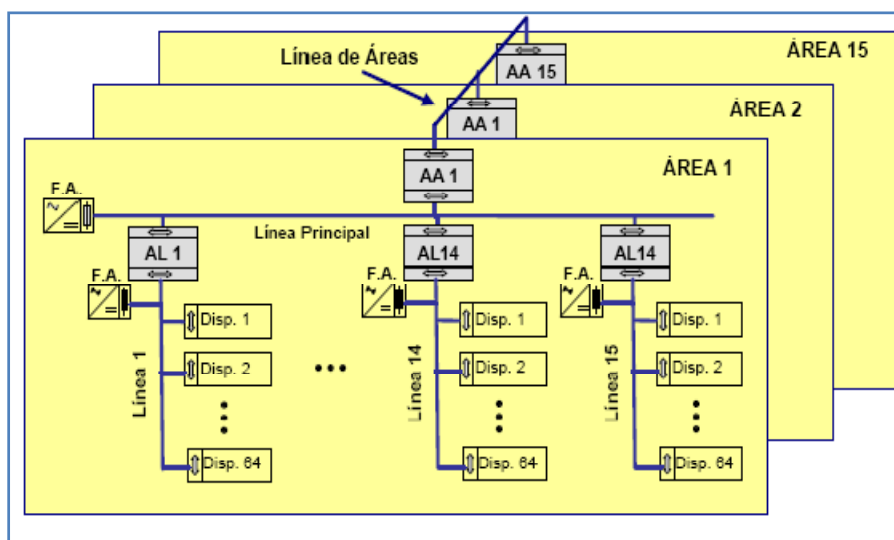 ÁREA 15
Línea de Áreas
AA 15
ÁREA 2
AA 1
ÁREA 1
AA 1
F.A.
Línea Principal
AL 1
AL14
AL14
F.A.
F.A.
F.A.
Línea 1
Disp. 1
Disp. 2
Disp. 64
...
Línea 14
Disp. 1
Disp. 2
Disp. 64
Línea 15
Disp. 1
Disp. 2
Disp. 64